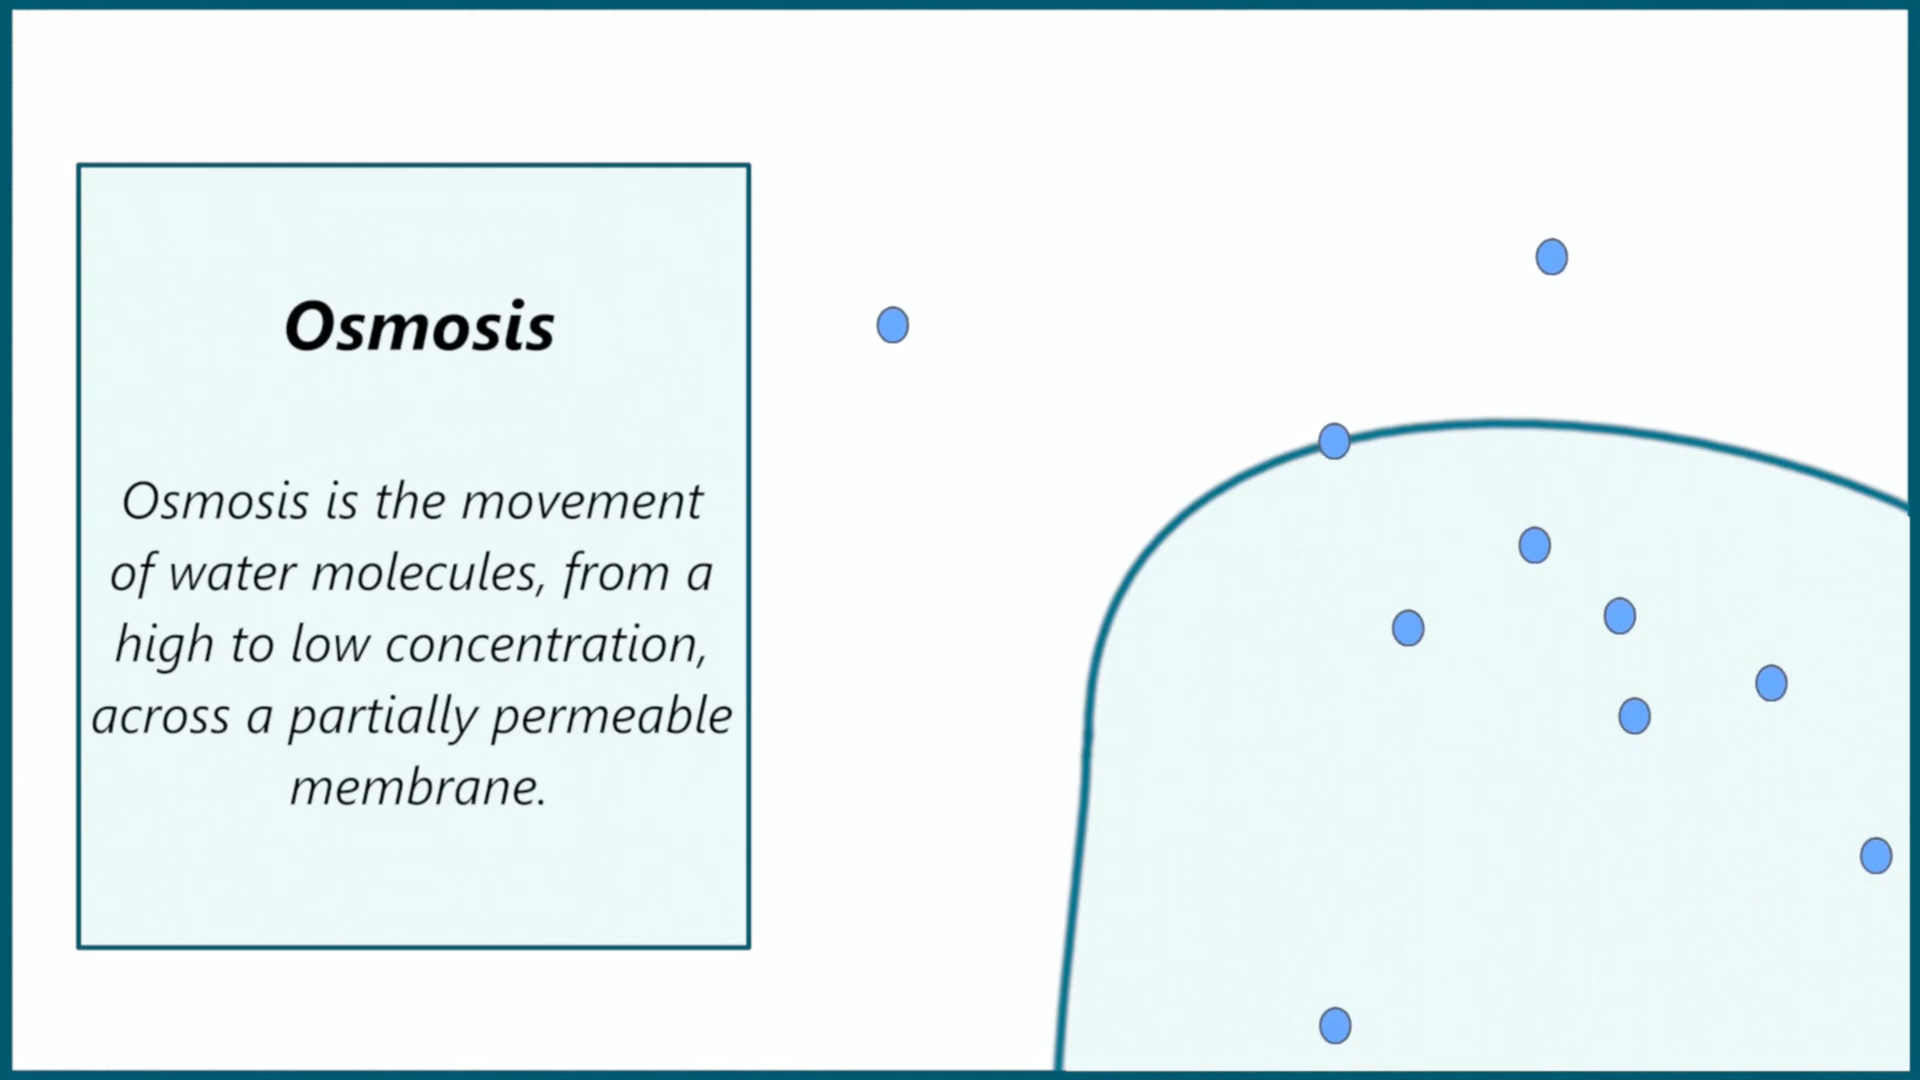 Osmosis
Osmosis is the movement
of water molecules, from a
high to low concentration,
across a partially permeable
membrane.